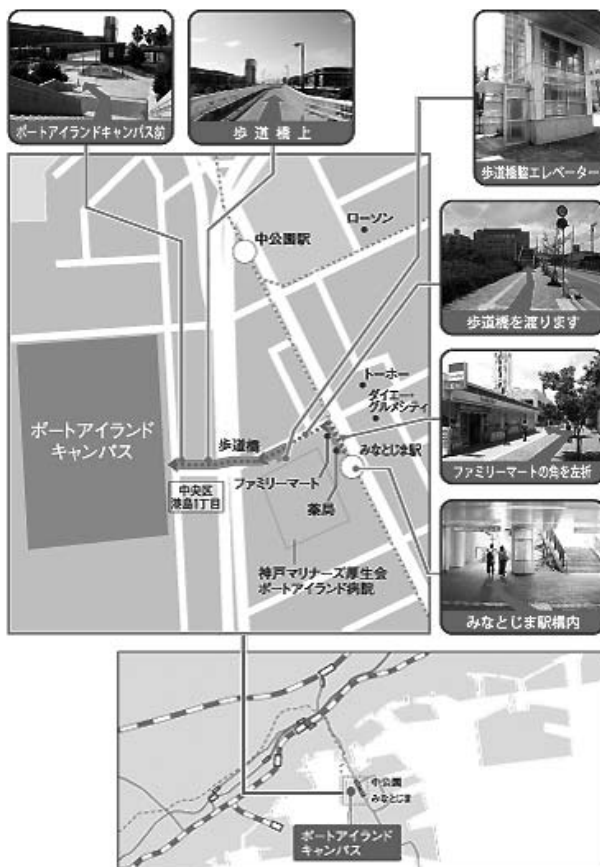 ポートアイランドキャンパス前
歩道橋上
歩道橋脇エレベーター
ローソン
中公園駅
歩道橋を渡ります
トーホー
ダイエー・
グルメシティ
ポートアイランド
キャンパス
歩道橋
みなとじま駅
ファミリーマート
ファミリーマートの角を左折
中央区
港島1丁目
薬局
神戸マリナーズ厚生会
ポートアイランド病院
みなとじま駅構内
中公園
みなとじま
ポートアイランド
キャンパス